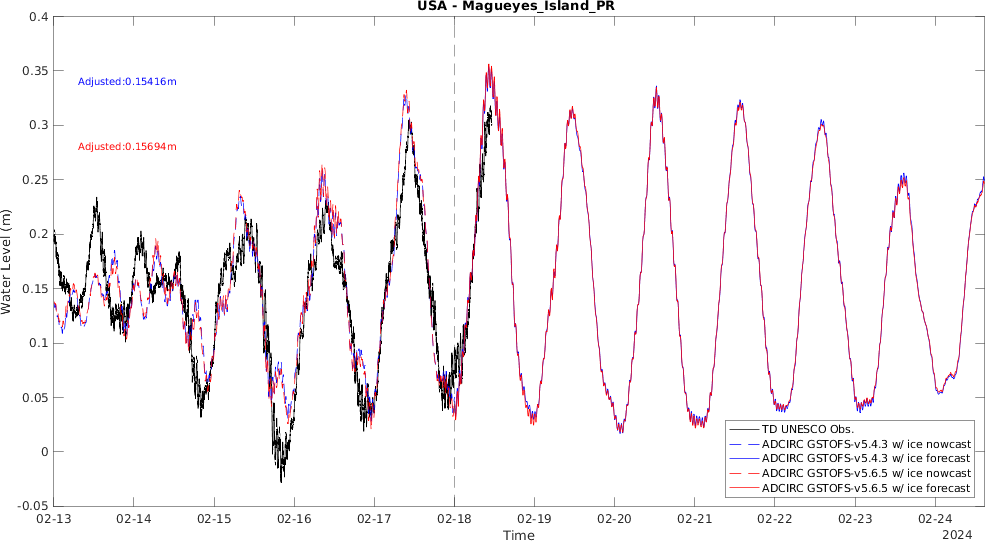 USA - Magueyes_Island_PR
0.4
0.35
0.3
0.25
0.2
0.15
0.1
0.05
0
-0.05
Water Level (m)
Adjusted:0.15416m
Adjusted:0.15694m
TD UNESCO Obs.
ADCIRC GSTOFS-v5.4.3 w/ ice nowcast
ADCIRC GSTOFS-v5.4.3 w/ ice forecast
ADCIRC GSTOFS-v5.6.5 w/ ice nowcast
ADCIRC GSTOFS-v5.6.5 w/ ice forecast
02-13 02-14 02-15 02-16 02-17 02-18 02-19 02-20 02-21 02-22 02-23 02-24
Time
2024